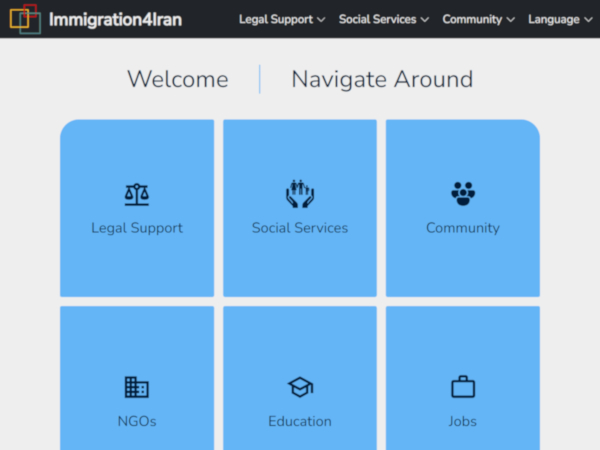 Immigration4Iran Legal Support Social Services Community Language
Welcome Navigate Around
Legal Support Social Services Community
NGOs Education Jobs